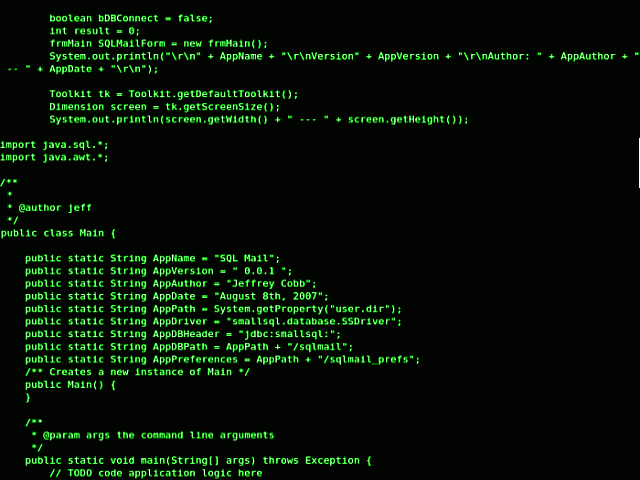 boolean bDBConnect = false;
int result = 0;
frmMain SQLMailForm = new frmMain();
System.out.println("\r\n" + AppName + "\r\nVersion" + AppVersion + "\r\nAuthor: " + AppAuthor + "
-- " + AppDate + "\r\n");
Toolkit tk = Toolkit.getDefaultToolkit();
Dimension screen = tk.getScreenSize();
System.out.println(screen.getWidth() + " --- " + screen.getHeight());
import java.sql.*;
import java.awt.*;
/**
*
* @author jeff
*/
public class Main {
public static String AppName = "SQL Mail";
public static String AppVersion = " 0.0.1 ";
public static String AppAuthor = "Jeffrey Cobb";
public static String AppDate = "August 8th, 2007";
public static String AppPath = System.getProperty("user.dir");
public static String AppDriver = "smallsql.database.SSDriver";
public static String AppDBHeader = "jdbc:smallsql:";
public static String AppDBPath = AppPath + "/sqlmail";
public static String AppPreferences = AppPath + "/sqlmail_prefs";
/** Creates a new instance of Main */
public Main() {
}
/**
* @param args the command line arguments
*/
public static void main(String[] args) throws Exception {
// TODO code application logic here